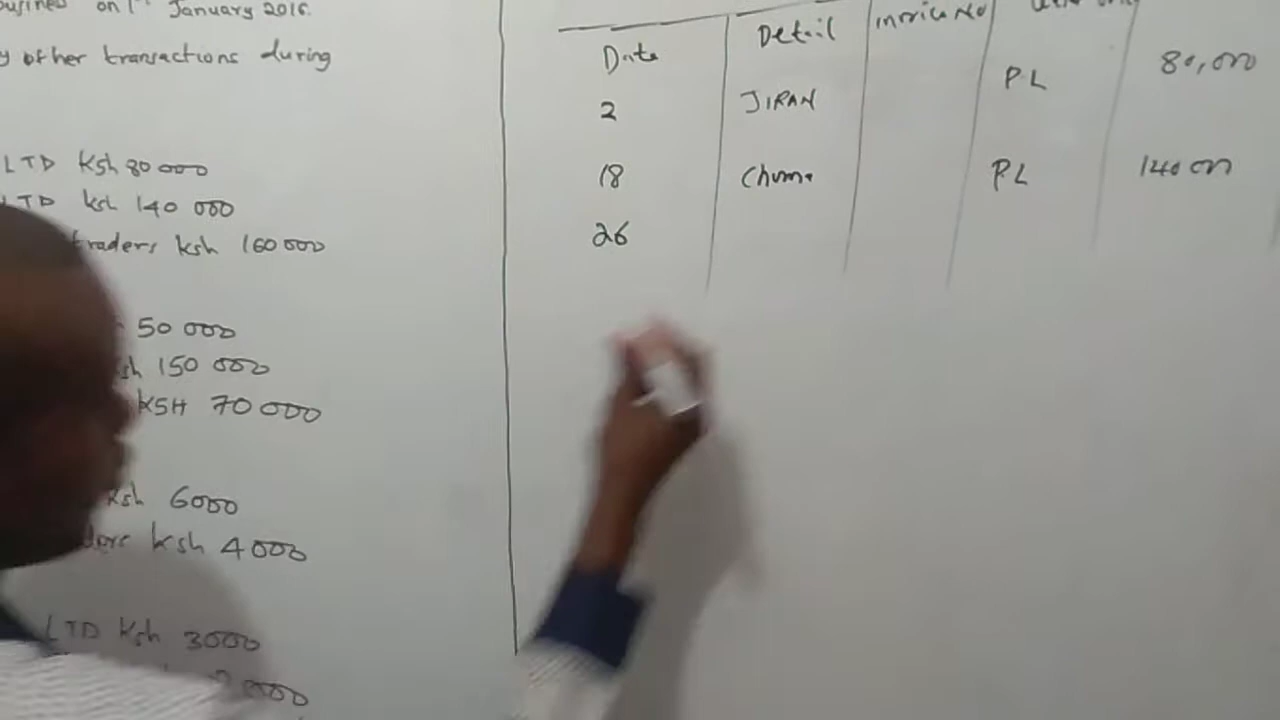 on 1st January 2016.
y other transactions during
LTD Ksh 80 000
LTD ksh 140 000
traders ksh 160 000
50 000
sh 150 000
KSH 70 000
Ksh 6000
ders ksh 4000
LTD Ksh 3000
Date Detail invoice No
2 JIRAN PL 80,000
18 Chuma PL 140 000
26